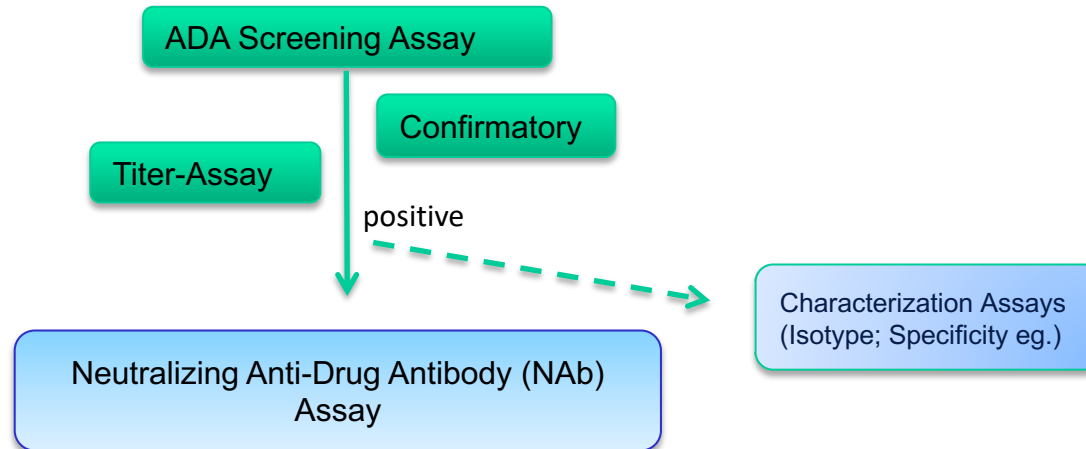 ADA Screening Assay
Confirmatory
Titer-Assay
positive
Characterization Assays
(Isotype; Specificity eg.)
Neutralizing Anti-Drug Antibody (NAb)
Assay